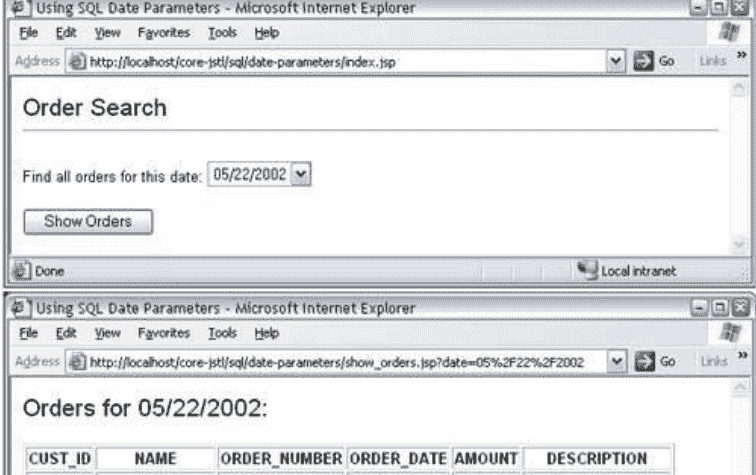 Using SQL Date Parameters - Microsoft Internet Explorer
File Edit View Favorites Tools Help
Address http://localhost/core-jstl/sql/date-parameters/index.jsp Go Links »
Order Search
Find all orders for this date: 05/22/2002
Show Orders
Done Local intranet
Using SQL Date Parameters - Microsoft Internet Explorer
File Edit View Favorites Tools Help
Address http://localhost/core-jstl/sql/date-parameters/show_orders.jsp?date=05%2F22%2F2002 Go Links »
Orders for 05/22/2002:
CUST_ID NAME ORDER_NUMBER ORDER_DATE AMOUNT DESCRIPTION